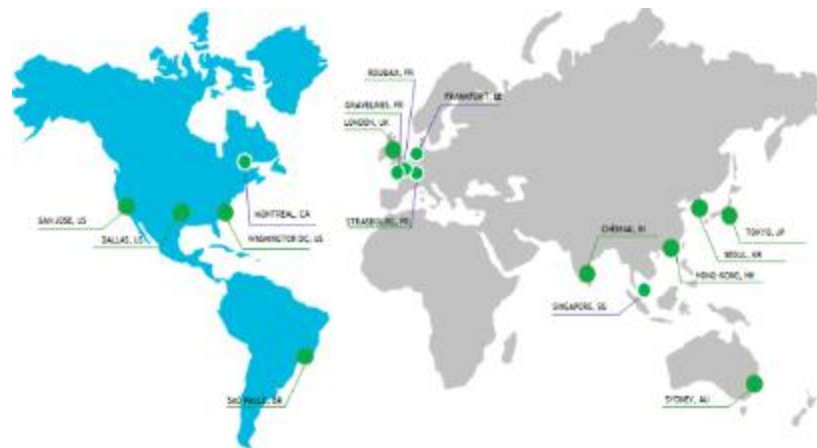 ROUBAIX, FR
FRANKFURT, DE
GRAVELINES, FR
LONDON, UK
MONTREAL, CA
SAN JOSE, US
DALLAS, US
WASHINGTON DC, US
STRASBOURG, FR
CHENNAI, IN
TOKYO, JP
SEOUL, KR
HONG-KONG, HK
SINGAPORE, SG
SAO PAULO, BR
SYDNEY, AU